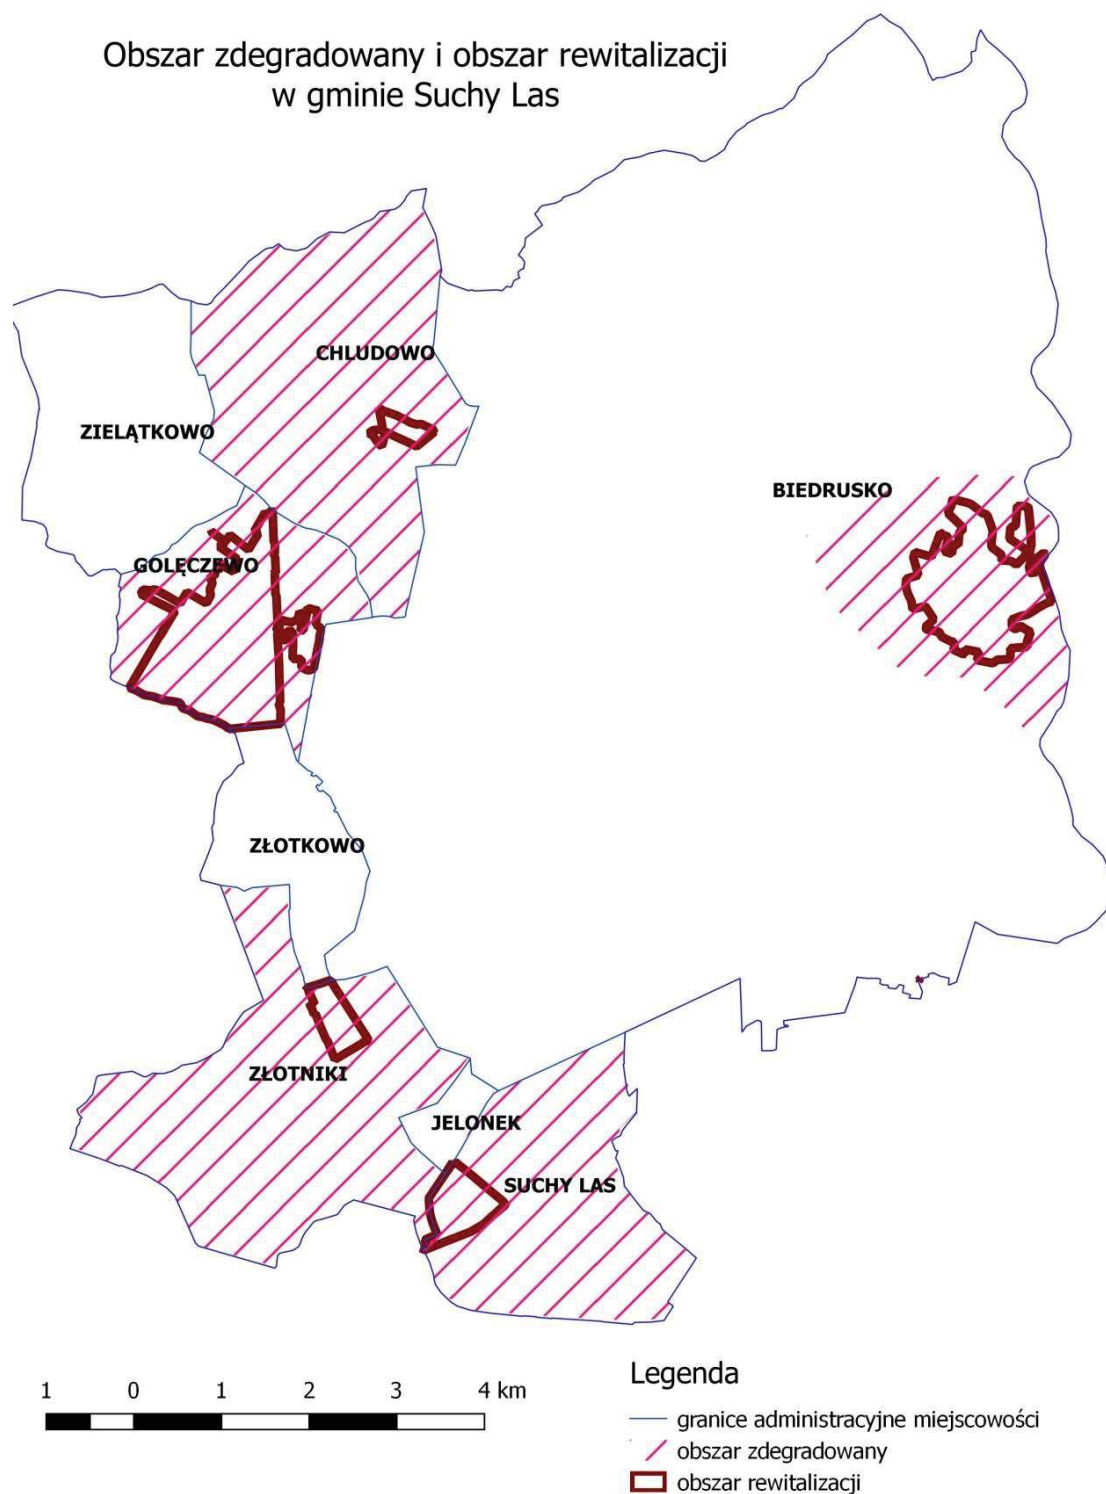 Obszar zdegradowany i obszar rewitalizacji
w gminie Suchy Las
CHLUDOWO
ZIELĄTKOWO
BIEDRUSKO
GOLĘCZEWO
ZŁOTKOWO
ZŁOTNIKI
JELONEK
SUCHY LAS
1 0 1 2 3 4 km
Legenda
granice administracyjne miejscowości
obszar zdegradowany
obszar rewitalizacji